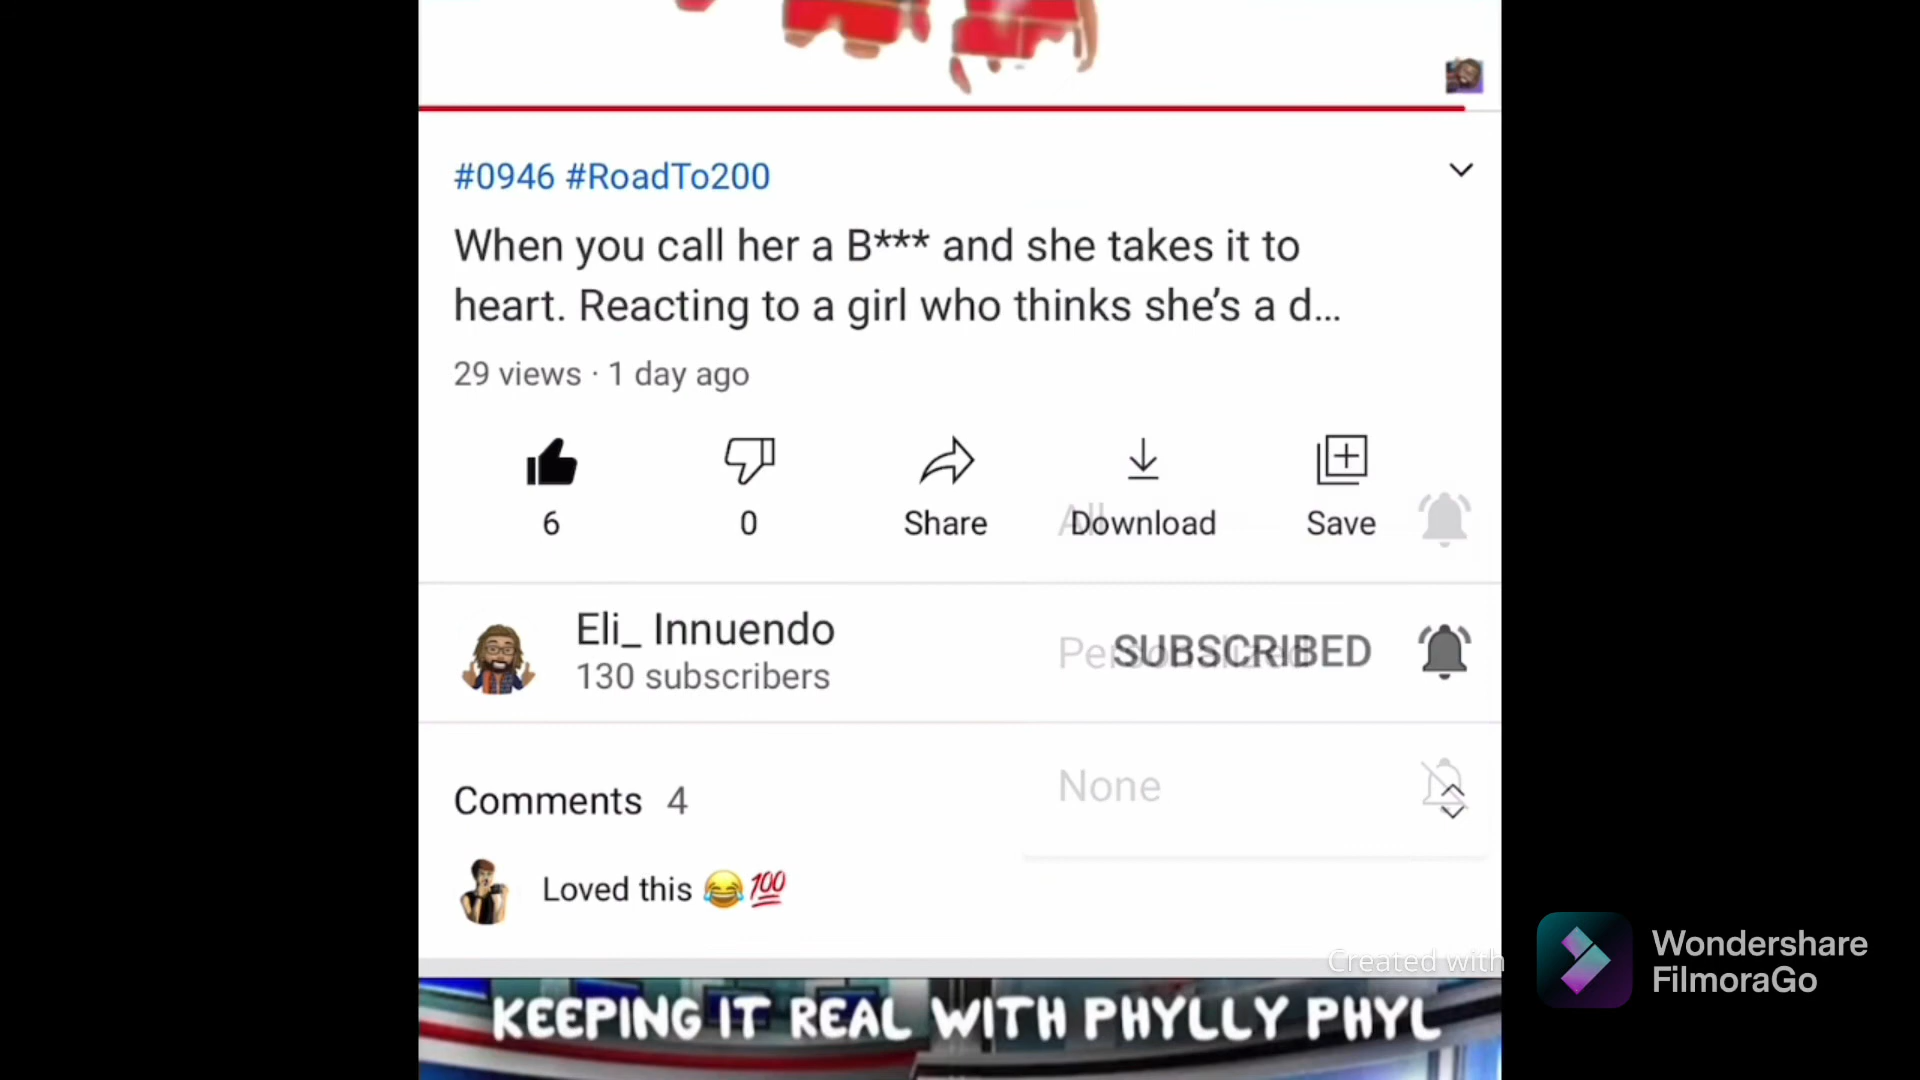 #0946 #RoadTo200
When you call her a B*** and she takes it to
heart. Reacting to a girl who thinks she's a d...
29 views · 1 day ago
6
0
Share
All
Download
Save
Eli_ Innuendo
130 subscribers
Personalized
SUBSCRIBED
Comments 4
None
Loved this 😂💯
Created with
Wondershare
FilmoraGo
KEEPING IT REAL WITH PHYLLY PHYL